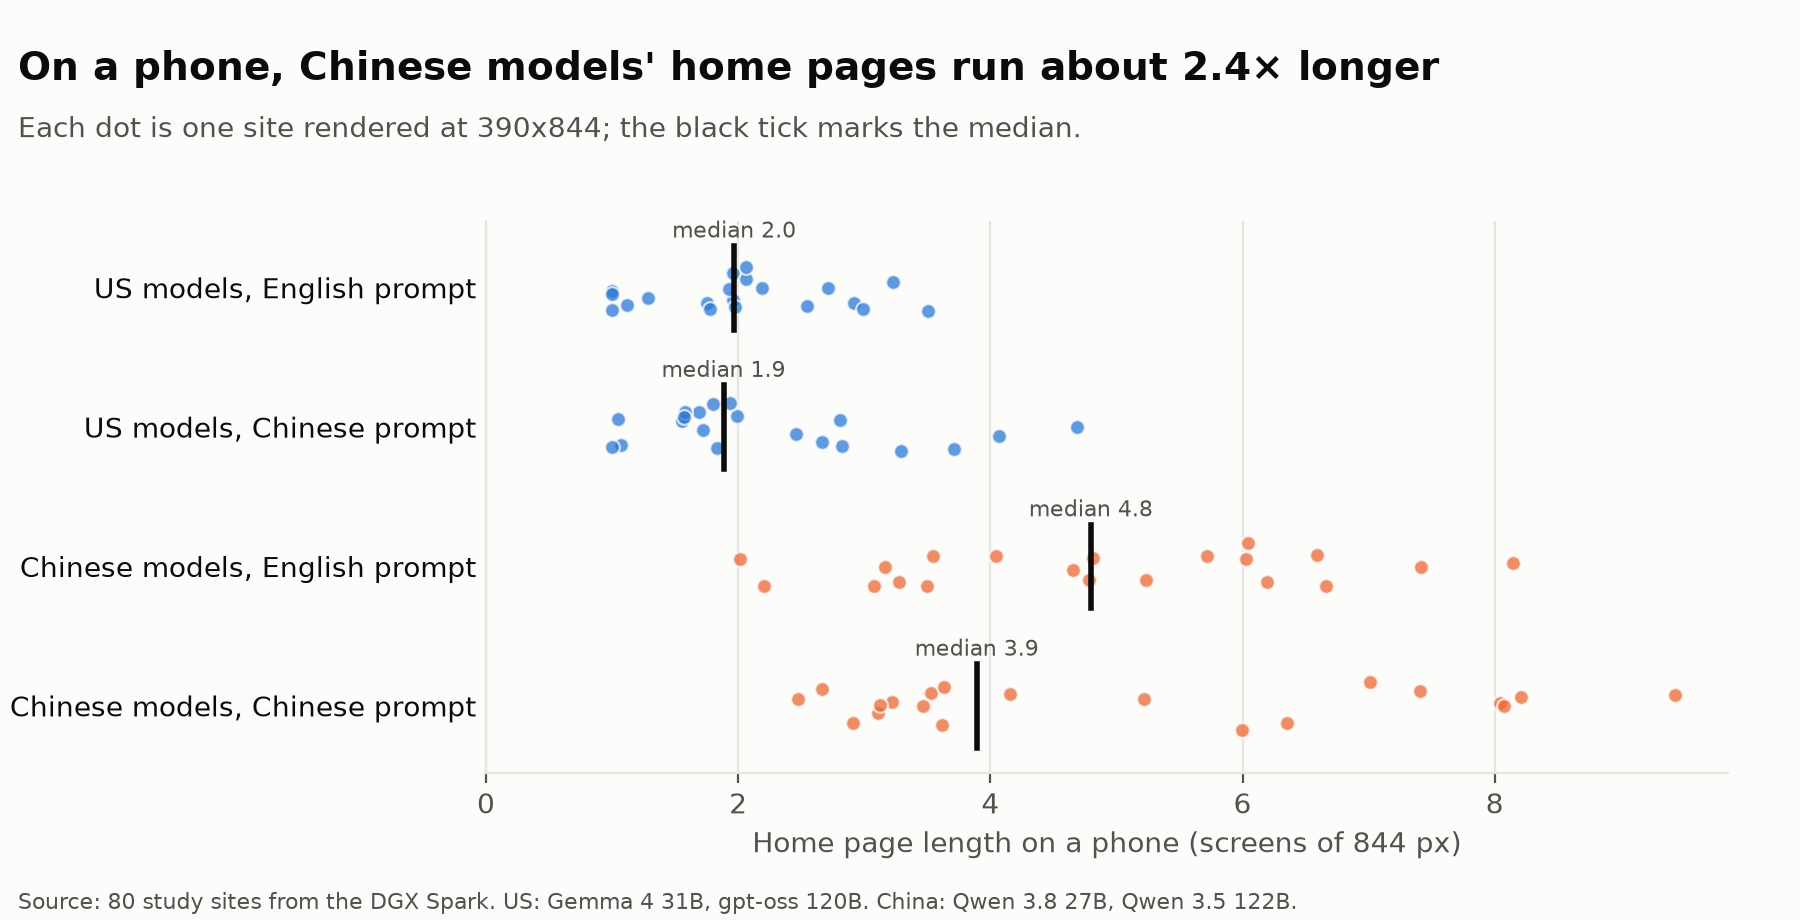 On a phone, Chinese models' home pages run about 2.4× longer
Each dot is one site rendered at 390x844; the black tick marks the median.
median 2.0
US models, English prompt
median 1.9
US models, Chinese prompt
median 4.8
Chinese models, English prompt
median 3.9
Chinese models, Chinese prompt
0 2 4 6 8
Home page length on a phone (screens of 844 px)
Source: 80 study sites from the DGX Spark. US: Gemma 4 31B, gpt-oss 120B. China: Qwen 3.8 27B, Qwen 3.5 122B.